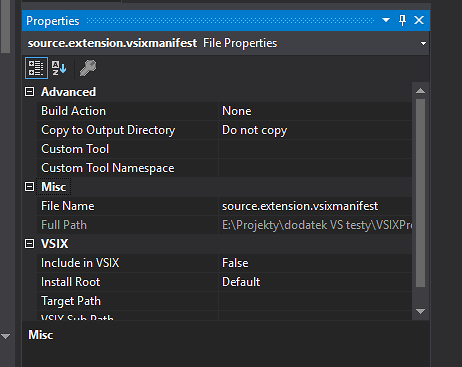 Properties
source.extension.vsixmanifest File Properties
Advanced
Build Action None
Copy to Output Directory Do not copy
Custom Tool
Custom Tool Namespace
Misc
File Name source.extension.vsixmanifest
Full Path E:\Projekty\dodatek VS testy\VSIXPro
VSIX
Include in VSIX False
Install Root Default
Target Path
VSIX Sub Path
Misc